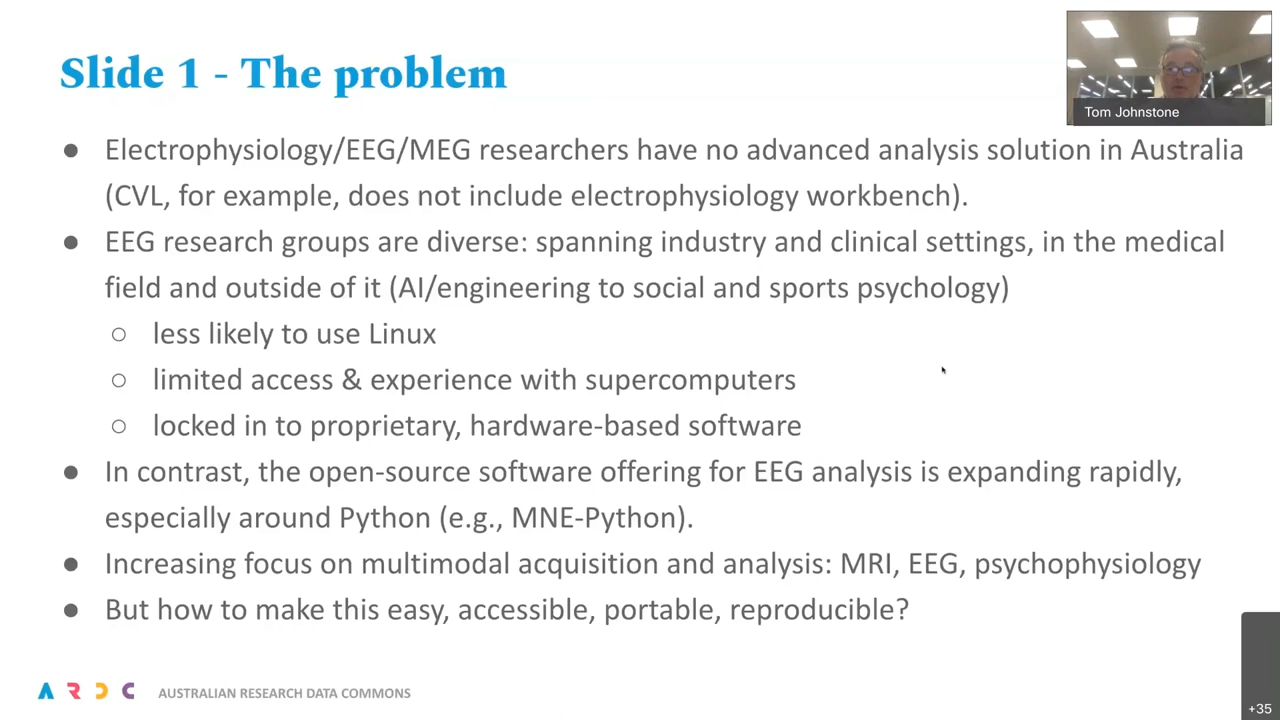 Slide 1 - The problem
Tom Johnstone
● Electrophysiology/EEG/MEG researchers have no advanced analysis solution in Australia
(CVL, for example, does not include electrophysiology workbench).
● EEG research groups are diverse: spanning industry and clinical settings, in the medical
field and outside of it (AI/engineering to social and sports psychology)
○ less likely to use Linux
○ limited access & experience with supercomputers
○ locked in to proprietary, hardware-based software
● In contrast, the open-source software offering for EEG analysis is expanding rapidly,
especially around Python (e.g., MNE-Python).
● Increasing focus on multimodal acquisition and analysis: MRI, EEG, psychophysiology
● But how to make this easy, accessible, portable, reproducible?
ARDC AUSTRALIAN RESEARCH DATA COMMONS
+35